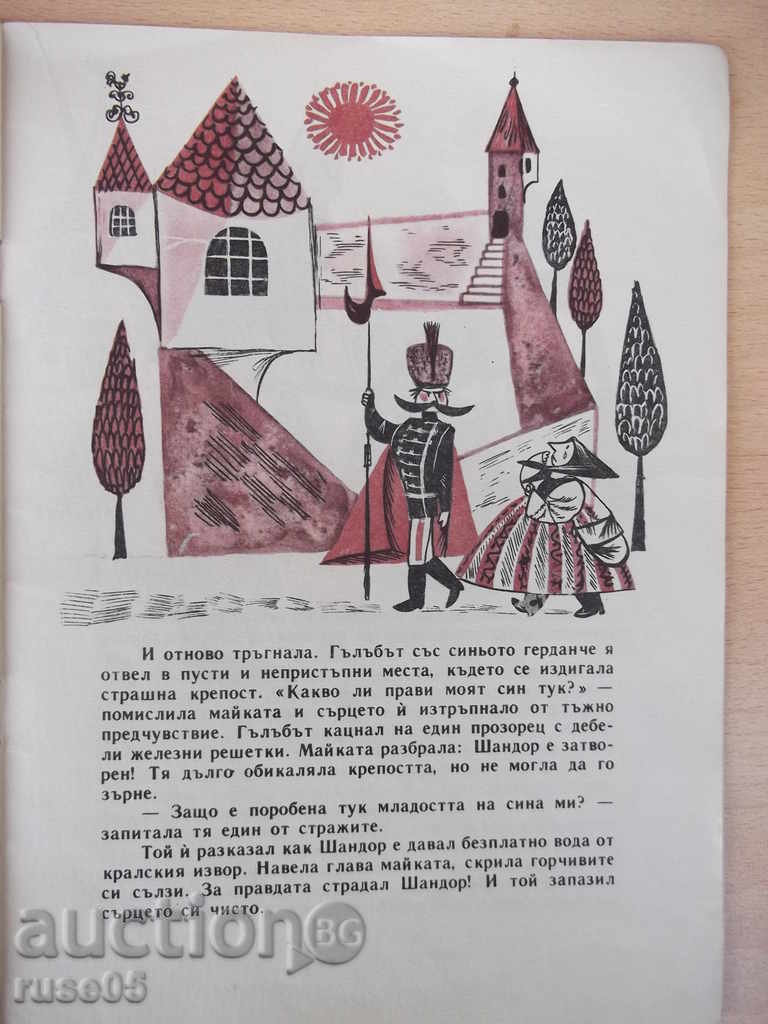 И отново тръгнала. Гълъбът със синьото герданче я
отвел в пусти и непристъпни места, където се издигала
страшна крепост. «Какво ли прави моят син тук?» —
помислила майката и сърцето ѝ изтръпнало от тъжно
предчувствие. Гълъбът кацнал на един прозорец с дебе-
ли железни решетки. Майката разбрала: Шандор е затво-
рен! Тя дълго обикаляла крепостта, но не могла да го
зърне.
— Защо е поробена тук младостта на сина ми? —
запитала тя един от стражите.
Той ѝ разказал как Шандор е давал безплатно вода от
кралския извор. Навела глава майката, скрила горчивите
си сълзи. За правдата страдал Шандор! И той запазил
сърцето си чисто.
auction BG
ruse05